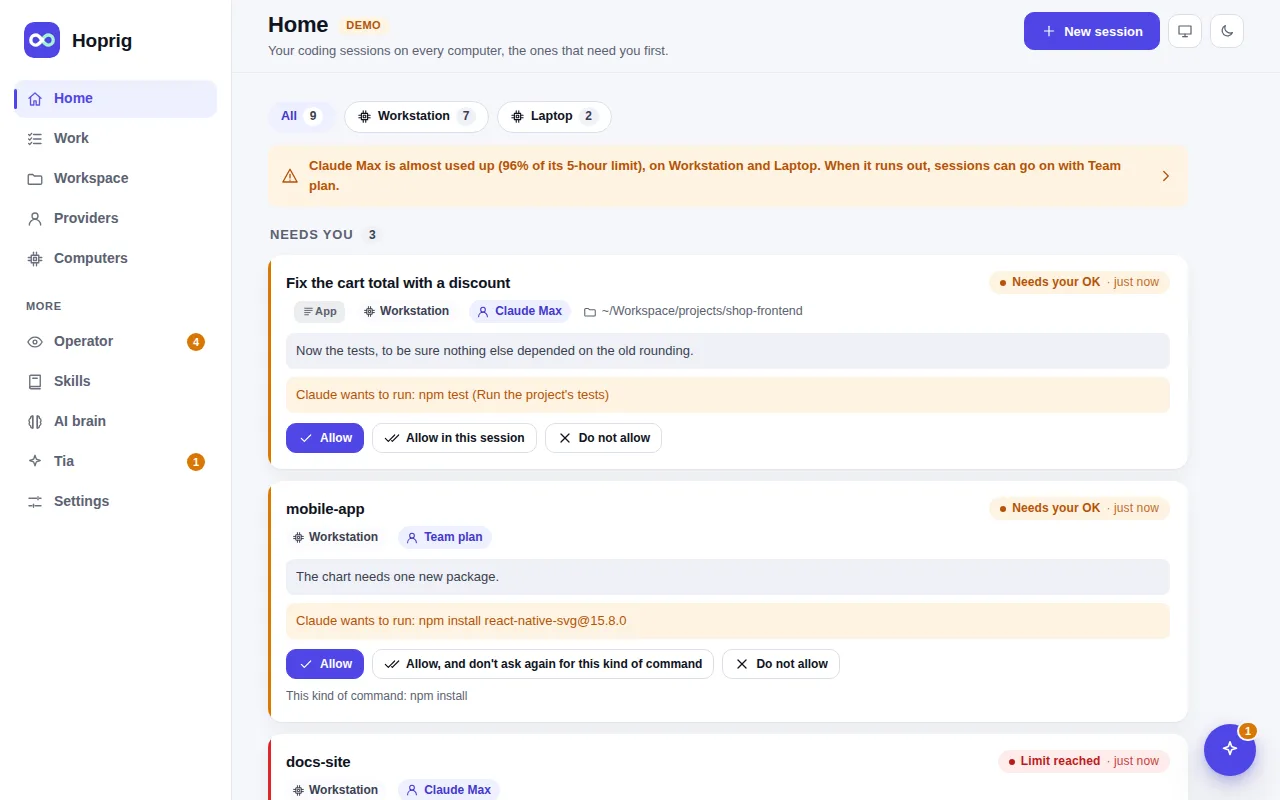 Hoprig
Home
Work
Workspace
Providers
Computers
MORE
Operator 4
Skills
AI brain
Tia 1
Settings
Home DEMO
Your coding sessions on every computer, the ones that need you first.
New session
All 9 Workstation 7 Laptop 2
Claude Max is almost used up (96% of its 5-hour limit), on Workstation and Laptop. When it runs out, sessions can go on with Team
plan.
NEEDS YOU 3
Fix the cart total with a discount
Needs your OK · just now
App Workstation Claude Max ~/Workspace/projects/shop-frontend
Now the tests, to be sure nothing else depended on the old rounding.
Claude wants to run: npm test (Run the project's tests)
Allow Allow in this session Do not allow
mobile-app
Needs your OK · just now
Workstation Team plan
The chart needs one new package.
Claude wants to run: npm install react-native-svg@15.8.0
Allow Allow, and don't ask again for this kind of command Do not allow
This kind of command: npm install
docs-site
Limit reached · just now
Workstation Claude Max
1